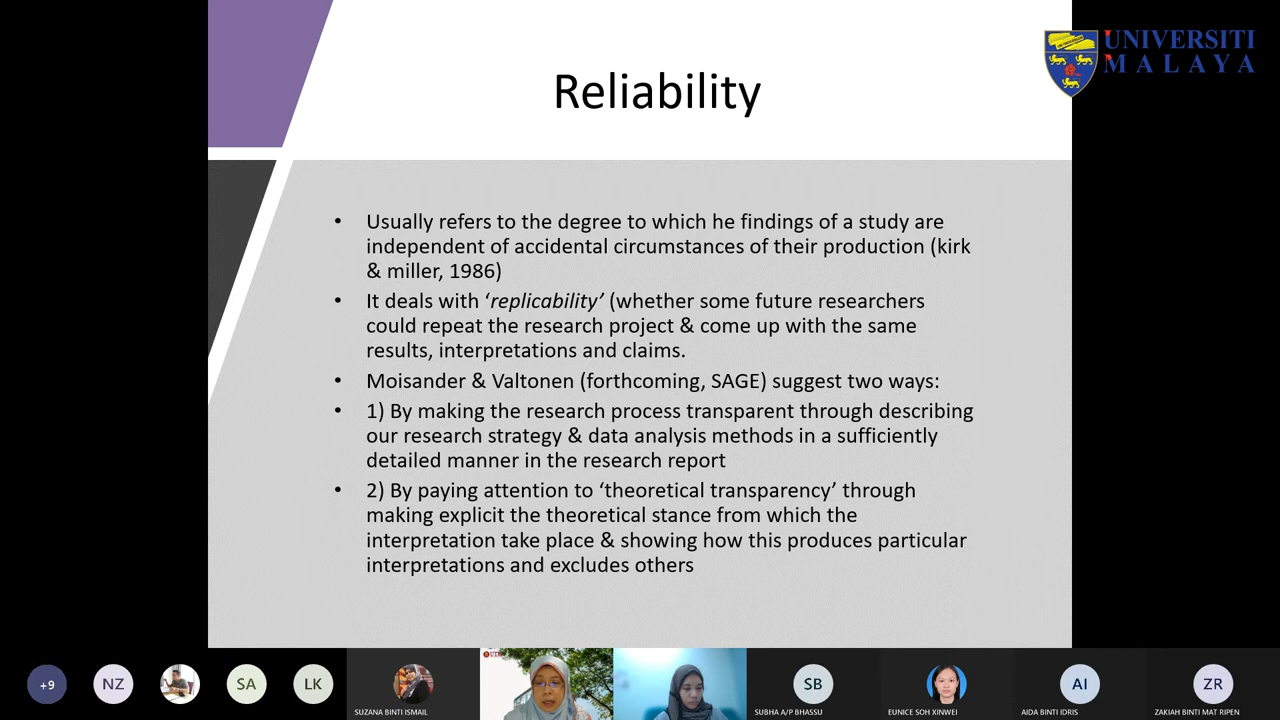 UNIVERSITI
MALAYA
Reliability
• Usually refers to the degree to which he findings of a study are
independent of accidental circumstances of their production (kirk
& miller, 1986)
• It deals with ‘replicability’ (whether some future researchers
could repeat the research project & come up with the same
results, interpretations and claims.
• Moisander & Valtonen (forthcoming, SAGE) suggest two ways:
• 1) By making the research process transparent through describing
our research strategy & data analysis methods in a sufficiently
detailed manner in the research report
• 2) By paying attention to ‘theoretical transparency’ through
making explicit the theoretical stance from which the
interpretation take place & showing how this produces particular
interpretations and excludes others
+9
NZ
SA
LK
SUZANA BINTI ISMAIL
SB
SUBHA A/P BHASSU
EUNICE SOH XINWEI
AI
AIDA BINTI IDRIS
ZR
ZAKIAH BINTI MAT RIPEN